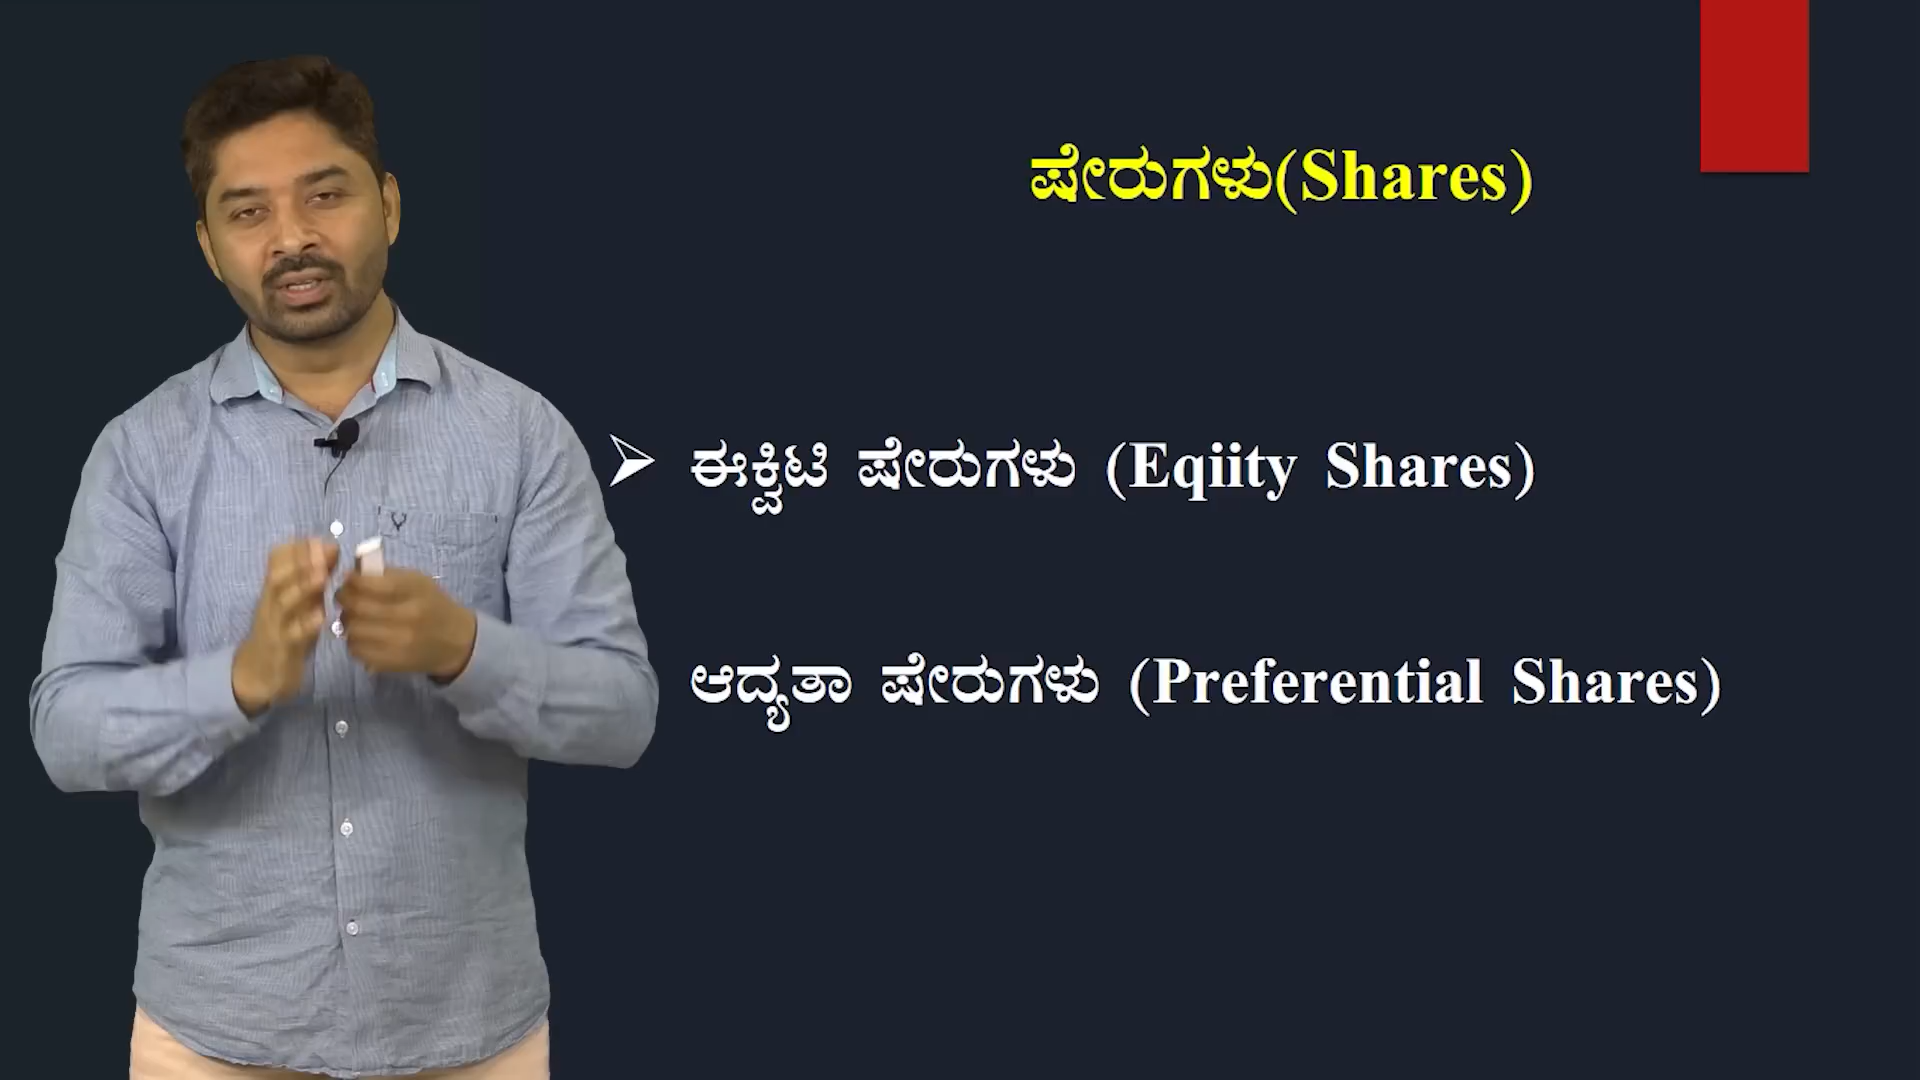 ಷೇರುಗಳು(Shares)
ಈಕ್ವಿಟಿ ಷೇರುಗಳು (Eqiity Shares)
ಆದ್ಯತಾ ಷೇರುಗಳು (Preferential Shares)